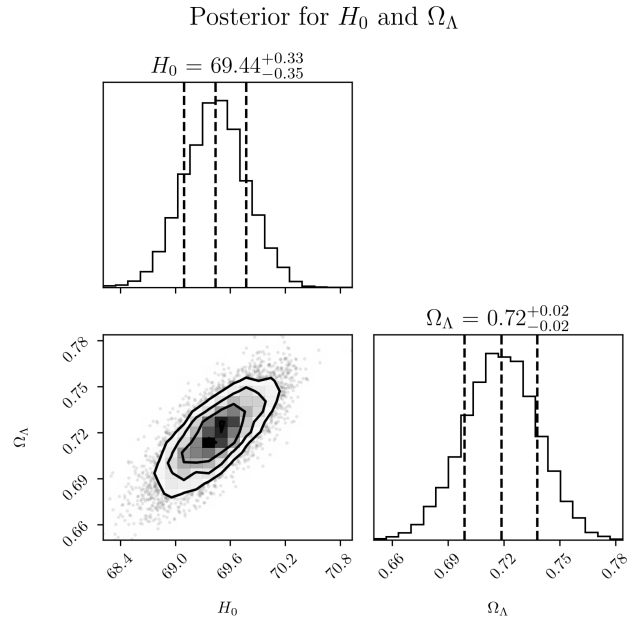 Posterior for H₀ and Ω_Λ
H₀ = 69.44^{+0.33}_{−0.35}
Ω_Λ = 0.72^{+0.02}_{−0.02}
0.78
0.75
0.72
0.69
0.66
Ω_Λ
68.4 69.0 69.6 70.2 70.8
H₀
0.66 0.69 0.72 0.75 0.78
Ω_Λ